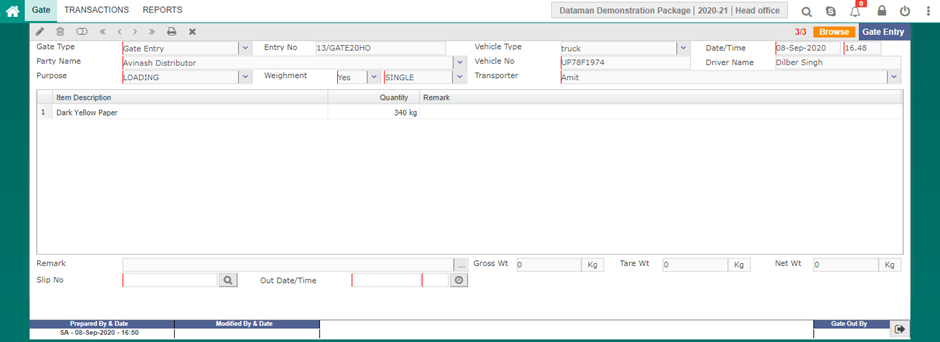 Gate TRANSACTIONS REPORTS Dataman Demonstration Package | 2020-21 | Head office 0
3/3 Browse Gate Entry
Gate Type Gate Entry Entry No 13/GATE20HO Vehicle Type truck Date/Time 08-Sep-2020 16.48
Party Name Avinash Distributor Vehicle No UP78F1974 Driver Name Dilber Singh
Purpose LOADING Weighment Yes SINGLE Transporter Amit
Item Description Quantity Remark
1 Dark Yellow Paper 340 kg
Remark ... Gross Wt 0 Kg Tare Wt 0 Kg Net Wt 0 Kg
Slip No Out Date/Time
Prepared By & Date Modified By & Date Gate Out By
SA - 08-Sep-2020 - 16:50